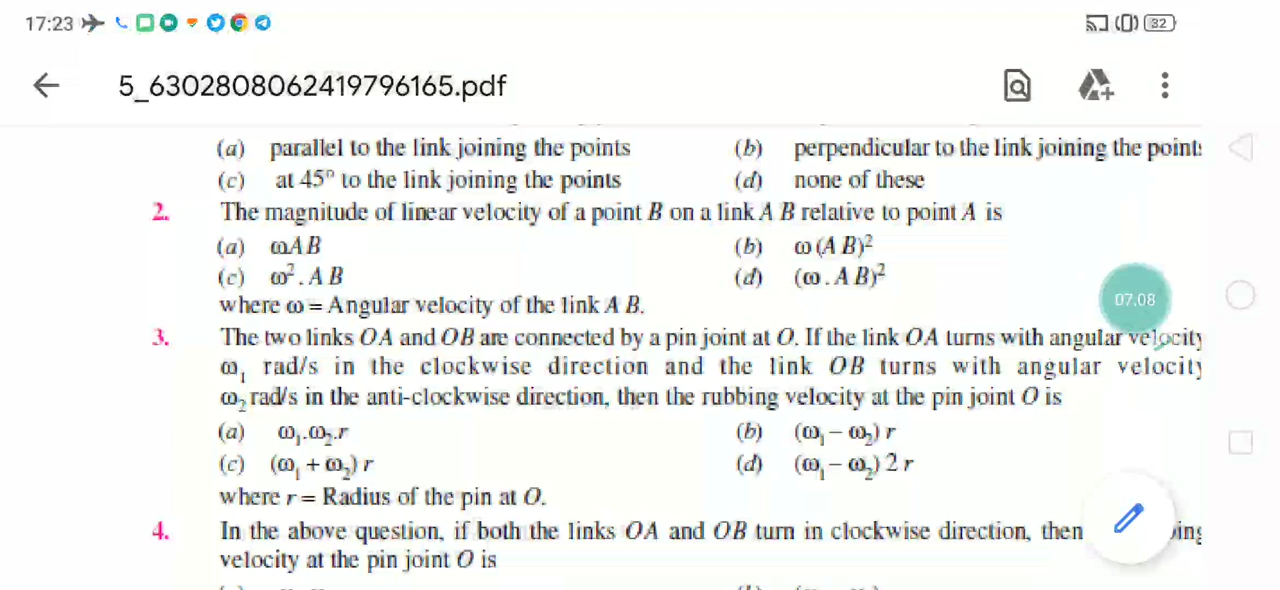 17:23 32
5_6302808062419796165.pdf
(a) parallel to the link joining the points (b) perpendicular to the link joining the points
(c) at 45° to the link joining the points (d) none of these
2. The magnitude of linear velocity of a point B on a link A B relative to point A is
(a) ωAB (b) ω (A B)²
(c) ω² . A B (d) (ω . A B)²
07.08
where ω = Angular velocity of the link A B.
3. The two links OA and OB are connected by a pin joint at O. If the link OA turns with angular velocity
ω₁ rad/s in the clockwise direction and the link OB turns with angular velocity
ω₂ rad/s in the anti-clockwise direction, then the rubbing velocity at the pin joint O is
(a) ω₁.ω₂.r (b) (ω₁ – ω₂) r
(c) (ω₁ + ω₂) r (d) (ω₁ – ω₂) 2 r
where r = Radius of the pin at O.
4. In the above question, if both the links OA and OB turn in clockwise direction, then
velocity at the pin joint O is